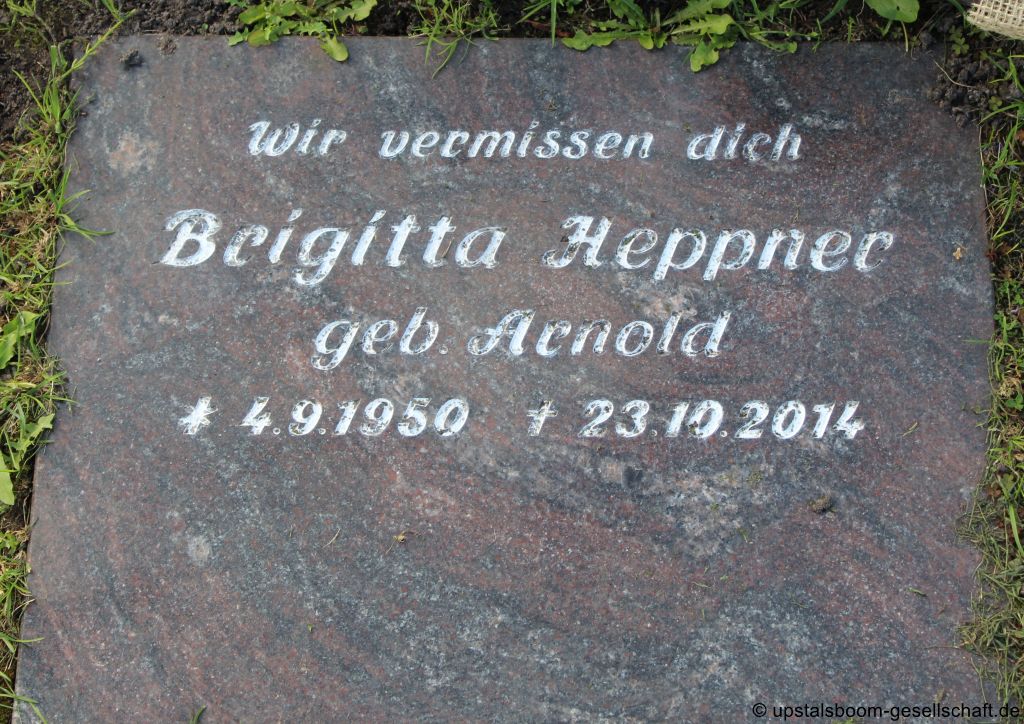 Wir vermissen dich
Brigitta Heppner
geb. Arnold
* 4.9.1950 † 23.10.2014
© upstalsboom-gesellschaft.de